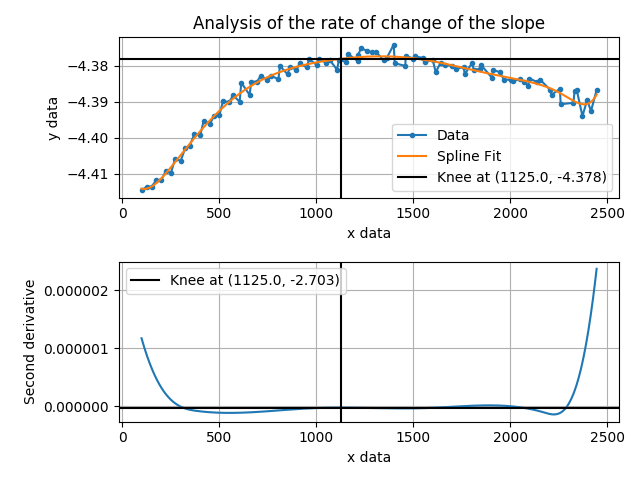 Analysis of the rate of change of the slope
−4.38
−4.39
−4.40
−4.41
y data
Data
Spline Fit
Knee at (1125.0, -4.378)
0
500
1000
1500
2000
2500
x data
Knee at (1125.0, -2.703)
0.000002
0.000001
0.000000
Second derivative
0
500
1000
1500
2000
2500
x data